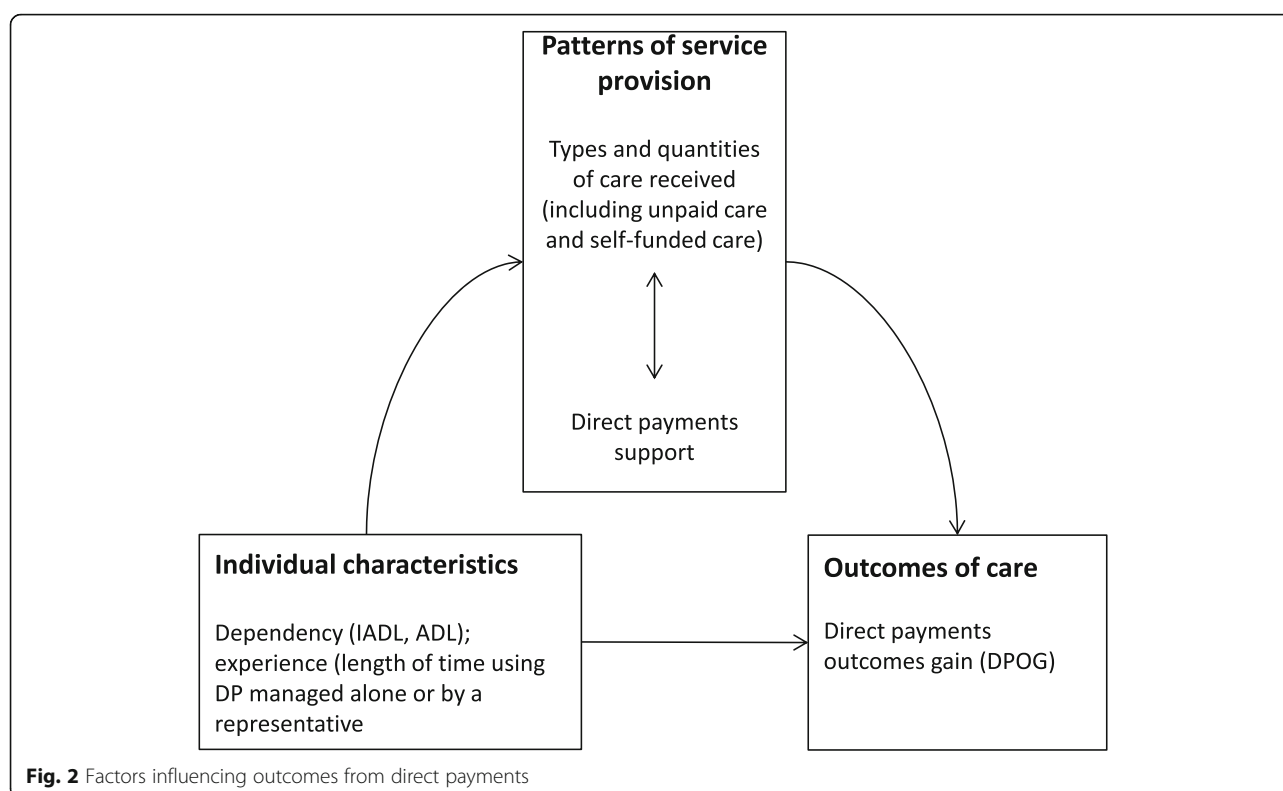 Patterns of service
provision
Types and quantities
of care received
(including unpaid care
and self-funded care)
Direct payments
support
Individual characteristics
Dependency (IADL, ADL);
experience (length of time using
DP managed alone or by a
representative
Outcomes of care
Direct payments
outcomes gain (DPOG)
Fig. 2 Factors influencing outcomes from direct payments